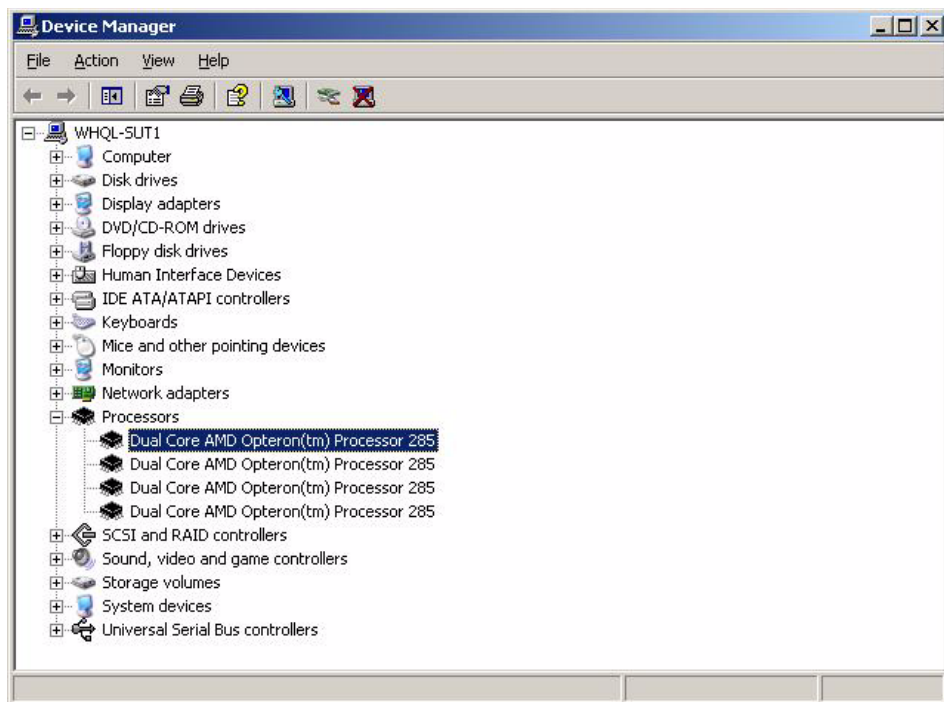 Device Manager
File Action View Help
WHQL-SUT1
Computer
Disk drives
Display adapters
DVD/CD-ROM drives
Floppy disk drives
Human Interface Devices
IDE ATA/ATAPI controllers
Keyboards
Mice and other pointing devices
Monitors
Network adapters
Processors
Dual Core AMD Opteron(tm) Processor 285
Dual Core AMD Opteron(tm) Processor 285
Dual Core AMD Opteron(tm) Processor 285
Dual Core AMD Opteron(tm) Processor 285
SCSI and RAID controllers
Sound, video and game controllers
Storage volumes
System devices
Universal Serial Bus controllers